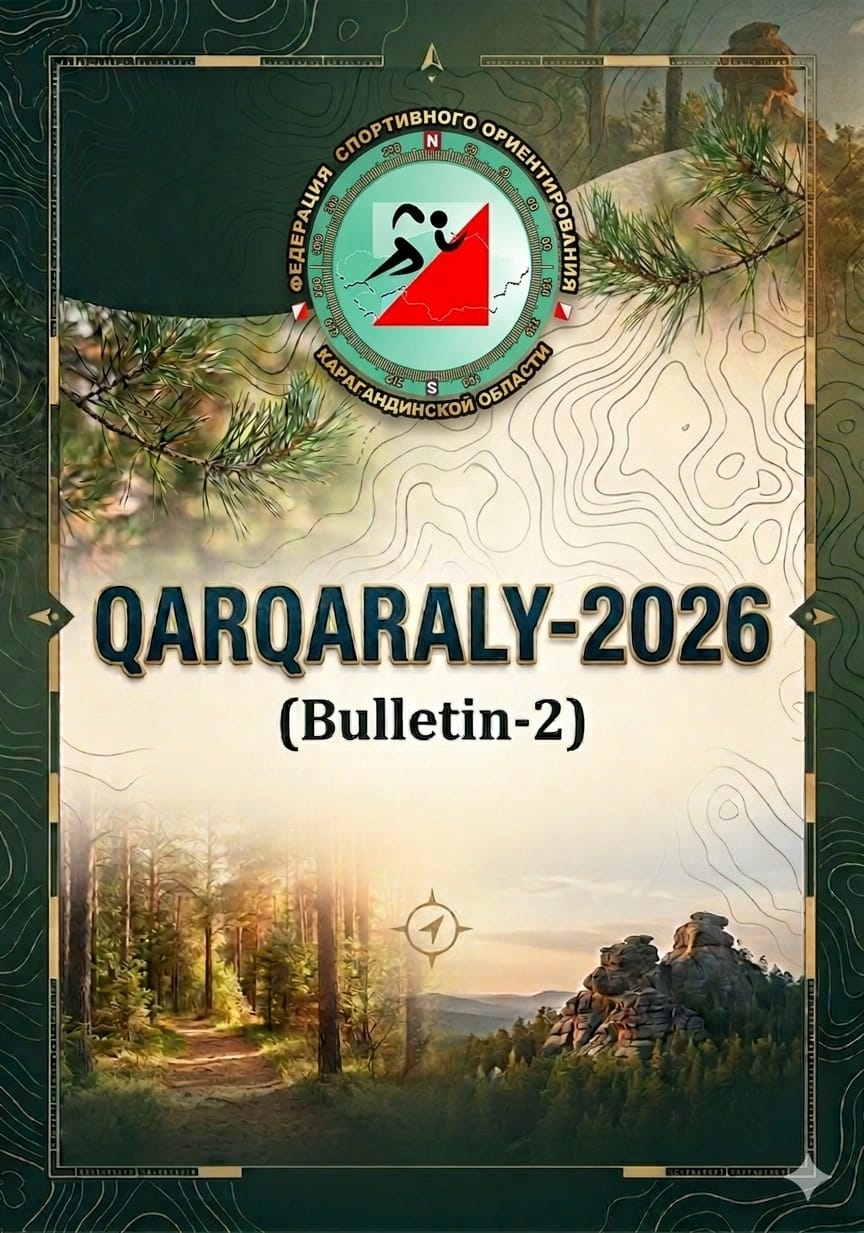 ФЕДЕРАЦИЯ СПОРТИВНОГО ОРИЕНТИРОВАНИЯ
N
S
КАРАГАНДИНСКОЙ ОБЛАСТИ
QARQARALY-2026
(Bulletin-2)